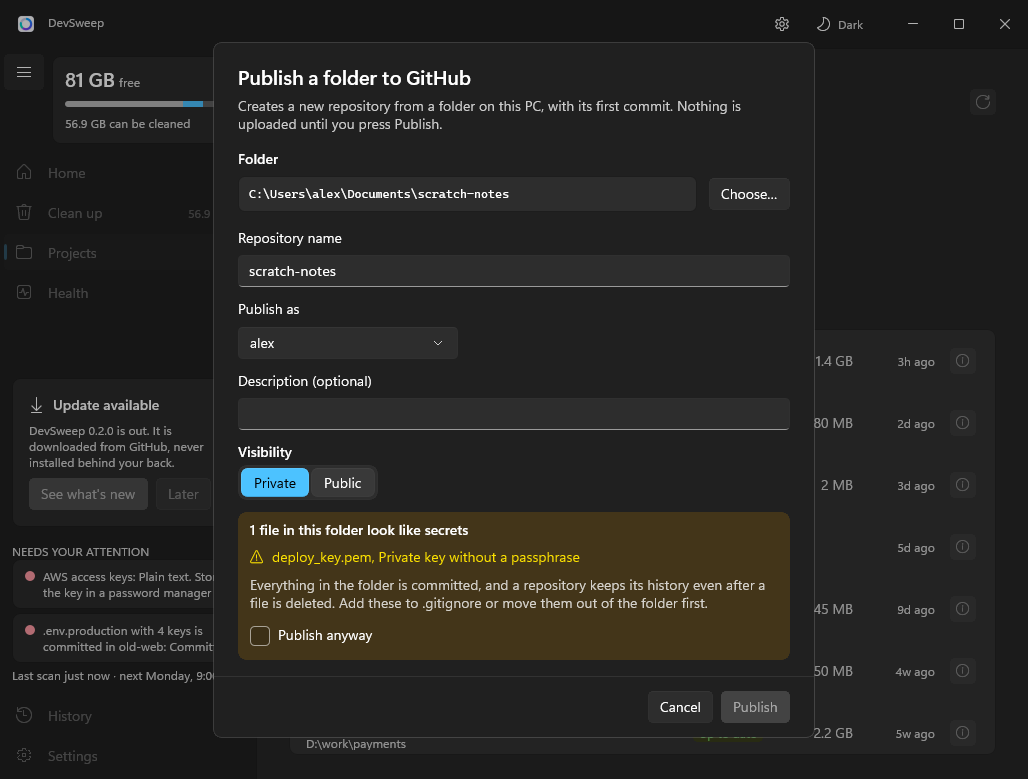 DevSweep
Dark
81 GB free
56.9 GB can be cleaned
Home
Clean up
56.9
Projects
Health
Update available
DevSweep 0.2.0 is out. It is
downloaded from GitHub, never
installed behind your back.
See what's new
Later
NEEDS YOUR ATTENTION
AWS access keys: Plain text. Sto
the key in a password manager
.env.production with 4 keys is
committed in old-web: Commit
Last scan just now · next Monday, 9:0
History
Settings
Publish a folder to GitHub
Creates a new repository from a folder on this PC, with its first commit. Nothing is
uploaded until you press Publish.
Folder
C:\Users\alex\Documents\scratch-notes
Choose...
Repository name
scratch-notes
Publish as
alex
Description (optional)
Visibility
Private
Public
1 file in this folder look like secrets
deploy_key.pem, Private key without a passphrase
Everything in the folder is committed, and a repository keeps its history even after a
file is deleted. Add these to .gitignore or move them out of the folder first.
Publish anyway
Cancel
Publish
1.4 GB 3h ago
80 MB 2d ago
2 MB 3d ago
5d ago
45 MB 9d ago
50 MB 4w ago
2.2 GB 5w ago
D:\work\payments